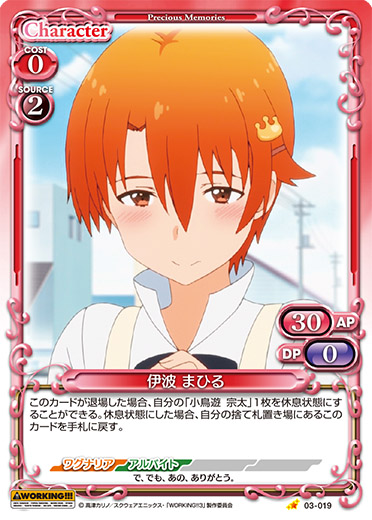 Precious Memories
Character
COST
0
SOURCE
2
30 AP
DP 0
伊波 まひる
このカードが退場した場合、自分の「小鳥遊 宗太」1枚を休息状態にす
ることができる。休息状態にした場合、自分の捨て札置き場にあるこの
カードを手札に戻す。
ワグナリア アルバイト
で、でも、あの、ありがとう。
WORKING!!!
© 高津カリノ/スクウェアエニックス・「WORKING!!3」製作委員会
03-019